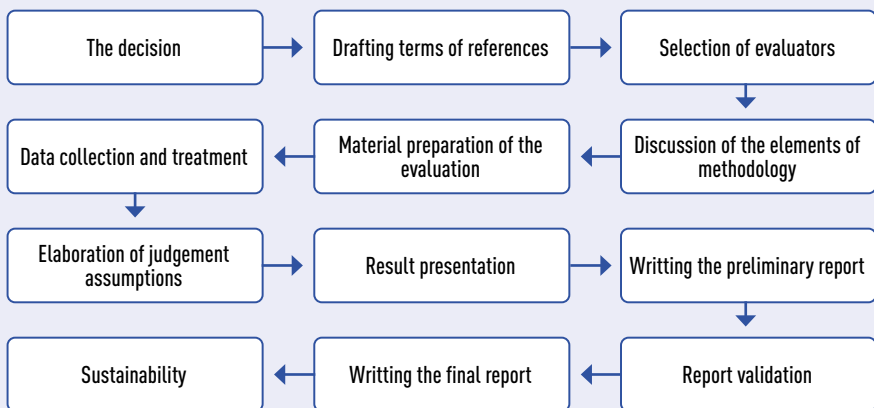 The decision
Drafting terms of references
Selection of evaluators
Discussion of the elements of
methodology
Material preparation of the
evaluation
Data collection and treatment
Elaboration of judgement
assumptions
Result presentation
Writting the preliminary report
Report validation
Writting the final report
Sustainability